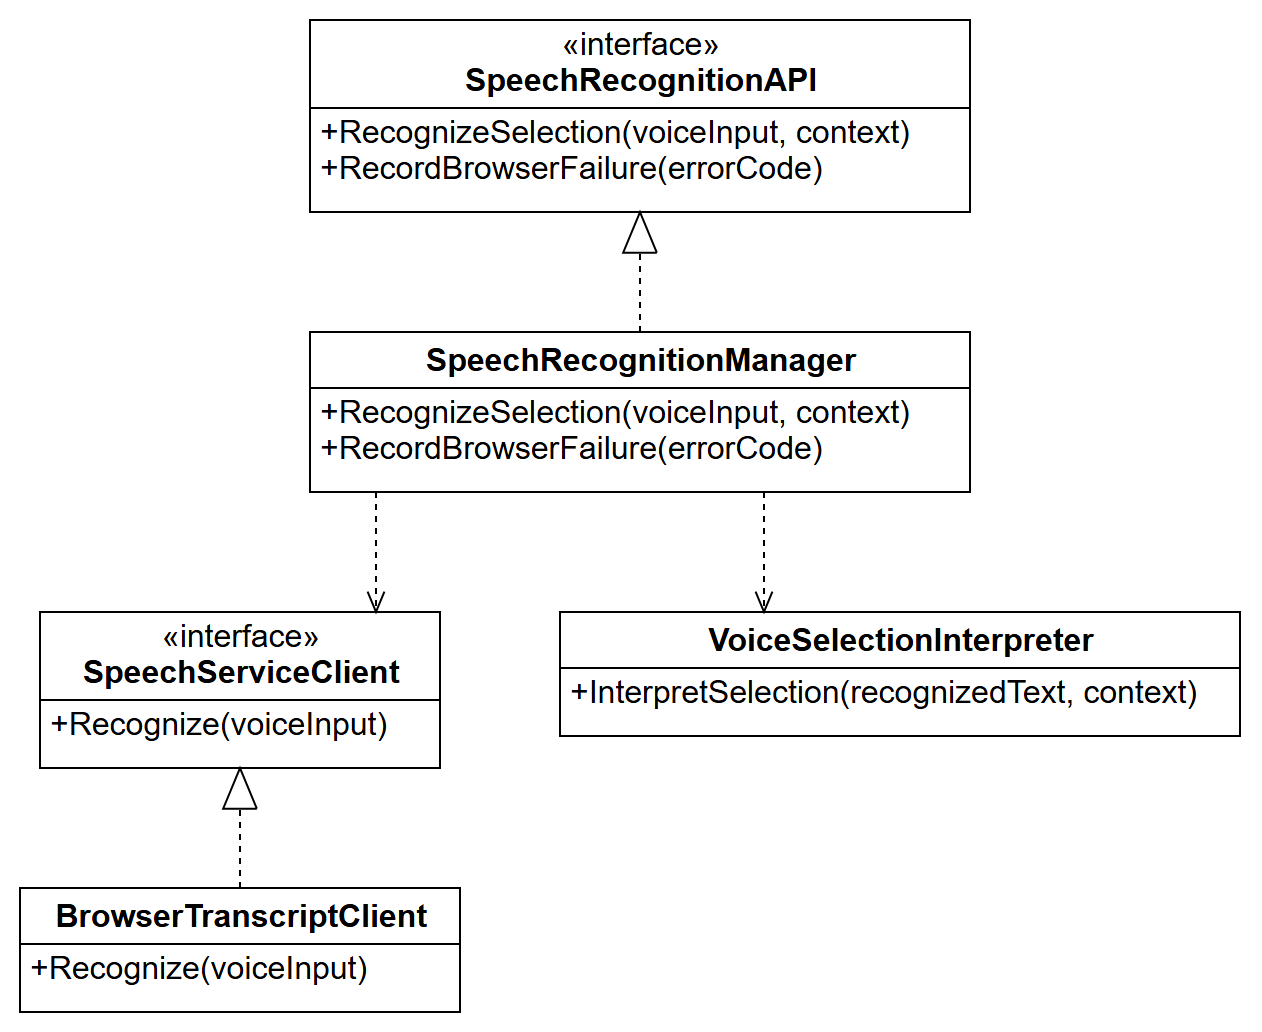 «interface»
SpeechRecognitionAPI
+RecognizeSelection(voiceInput, context)
+RecordBrowserFailure(errorCode)
SpeechRecognitionManager
+RecognizeSelection(voiceInput, context)
+RecordBrowserFailure(errorCode)
«interface»
SpeechServiceClient
+Recognize(voiceInput)
VoiceSelectionInterpreter
+InterpretSelection(recognizedText, context)
BrowserTranscriptClient
+Recognize(voiceInput)